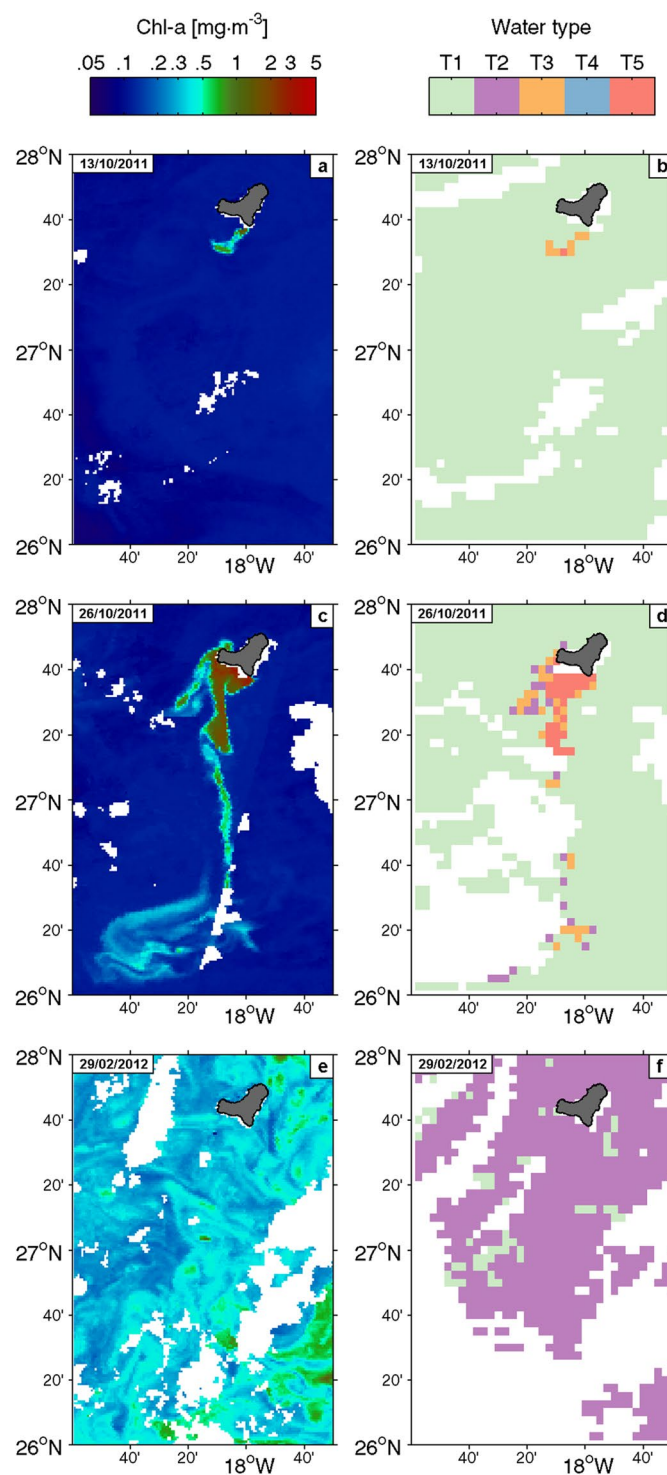 Chl-a [mg·m⁻³]
Water type
.05 .1 .2 .3 .5 1 2 3 5
T1 T2 T3 T4 T5
13/10/2011 a
13/10/2011 b
28°N
40'
20'
27°N
40'
20'
26°N
40' 20' 18°W 40'
28°N
40'
20'
27°N
40'
20'
26°N
40' 20' 18°W 40'
26/10/2011 c
26/10/2011 d
28°N
40'
20'
27°N
40'
20'
26°N
40' 20' 18°W 40'
28°N
40'
20'
27°N
40'
20'
26°N
40' 20' 18°W 40'
29/02/2012 e
29/02/2012 f
28°N
40'
20'
27°N
40'
20'
26°N
40' 20' 18°W 40'
28°N
40'
20'
27°N
40'
20'
26°N
40' 20' 18°W 40'